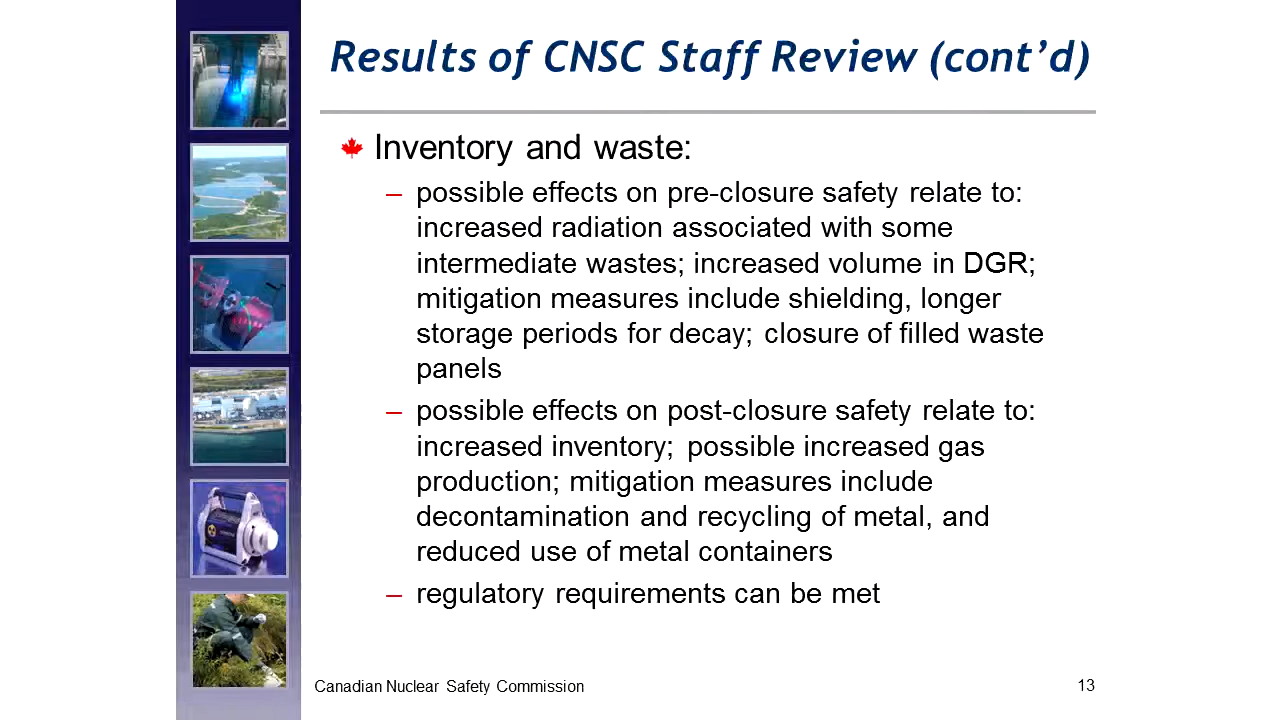 Results of CNSC Staff Review (cont’d)
Inventory and waste:
– possible effects on pre-closure safety relate to:
increased radiation associated with some
intermediate wastes; increased volume in DGR;
mitigation measures include shielding, longer
storage periods for decay; closure of filled waste
panels
– possible effects on post-closure safety relate to:
increased inventory; possible increased gas
production; mitigation measures include
decontamination and recycling of metal, and
reduced use of metal containers
– regulatory requirements can be met
Canadian Nuclear Safety Commission
13